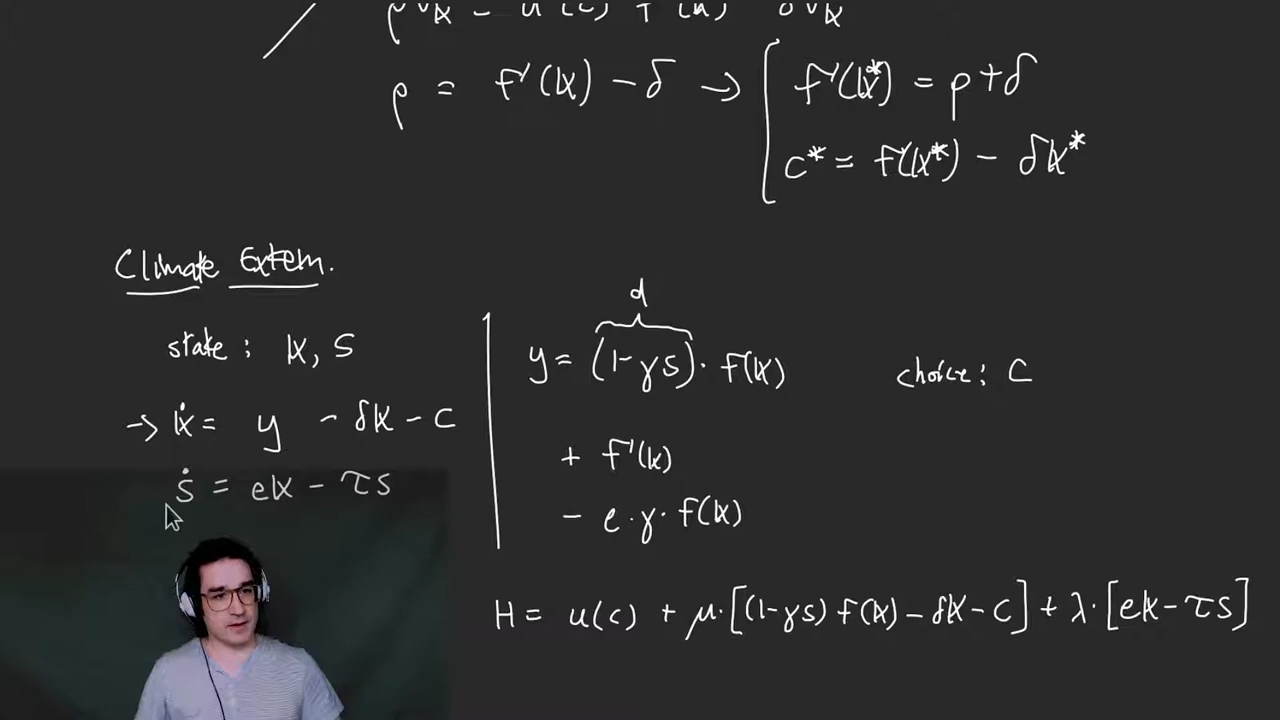 ρ = f'(k) - δ → f'(k*) = ρ+δ
c* = f(k*) - δk*
Climate Extern.
d
state: k, s
y = (1-γs)·f(k)
choice: c
→ k̇ = y - δk - c
+ f'(k)
ṡ = ek - τs
- e·γ·f(k)
H = u(c) + μ·[(1-γs) f(k) - δk - c] + λ·[ek - τs]